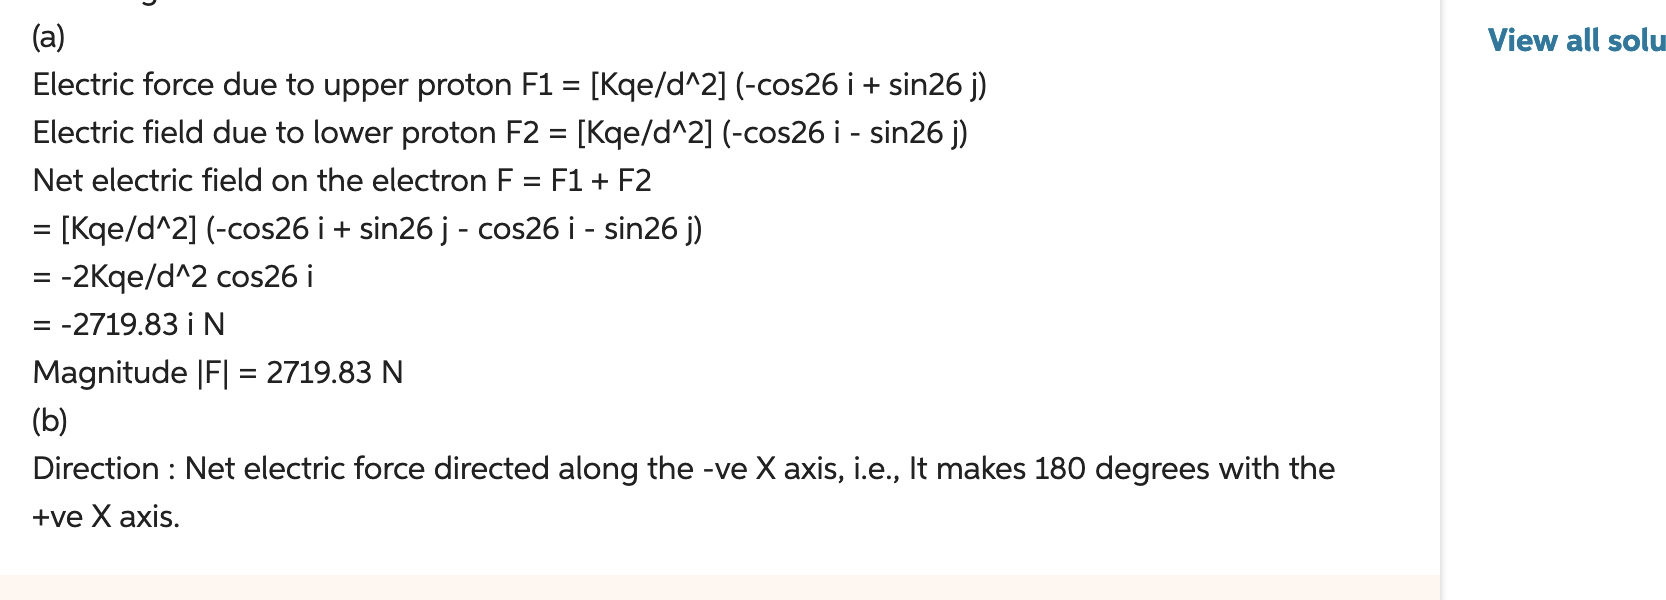 (a)
View all solu
Electric force due to upper proton F1 = [Kqe/d^2] (-cos26 i + sin26 j)
Electric field due to lower proton F2 = [Kqe/d^2] (-cos26 i - sin26 j)
Net electric field on the electron F = F1 + F2
= [Kqe/d^2] (-cos26 i + sin26 j - cos26 i - sin26 j)
= -2Kqe/d^2 cos26 i
= -2719.83 i N
Magnitude |F| = 2719.83 N
(b)
Direction : Net electric force directed along the -ve X axis, i.e., It makes 180 degrees with the
+ve X axis.